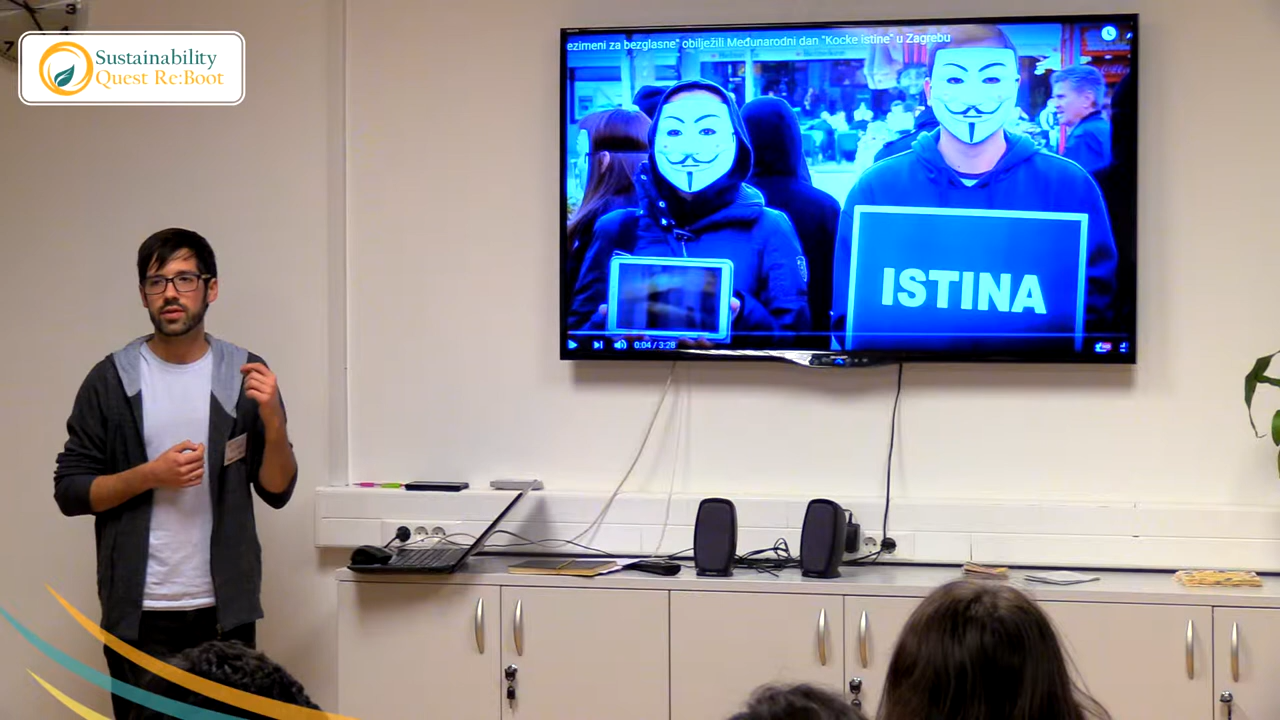 Sustainability
Quest Re:Boot
ezimeni za bezglasne" obilježili Međunarodni dan "Kocke istine" u Zagrebu
ISTINA
0:04 / 3:28